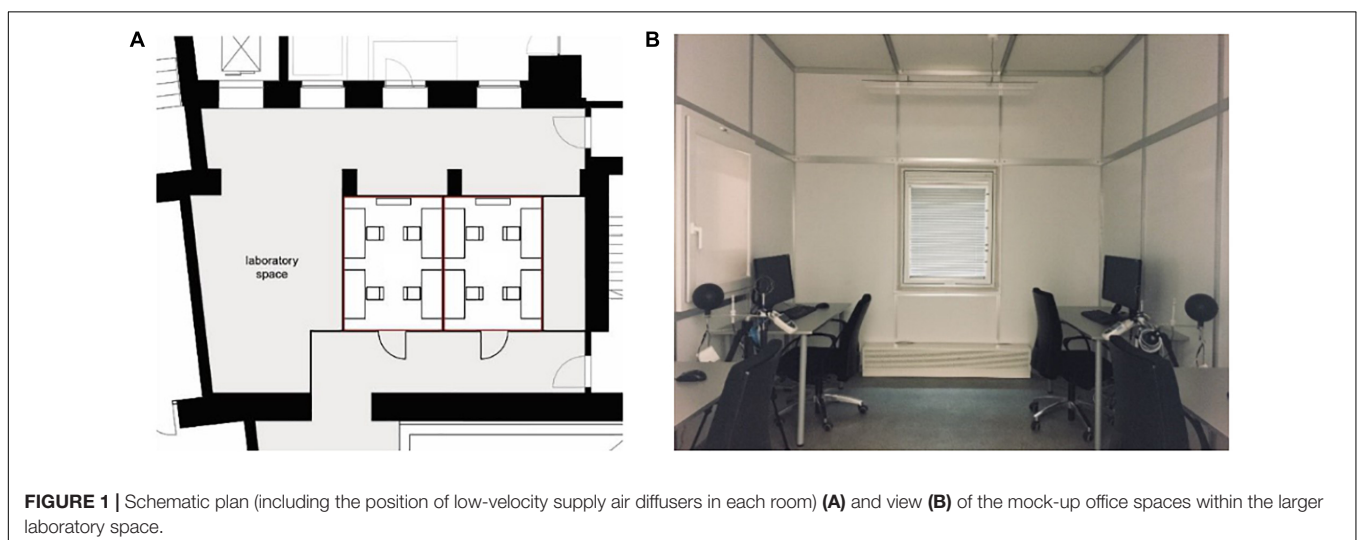 A
B
laboratory
space
FIGURE 1 | Schematic plan (including the position of low-velocity supply air diffusers in each room) (A) and view (B) of the mock-up office spaces within the larger
laboratory space.